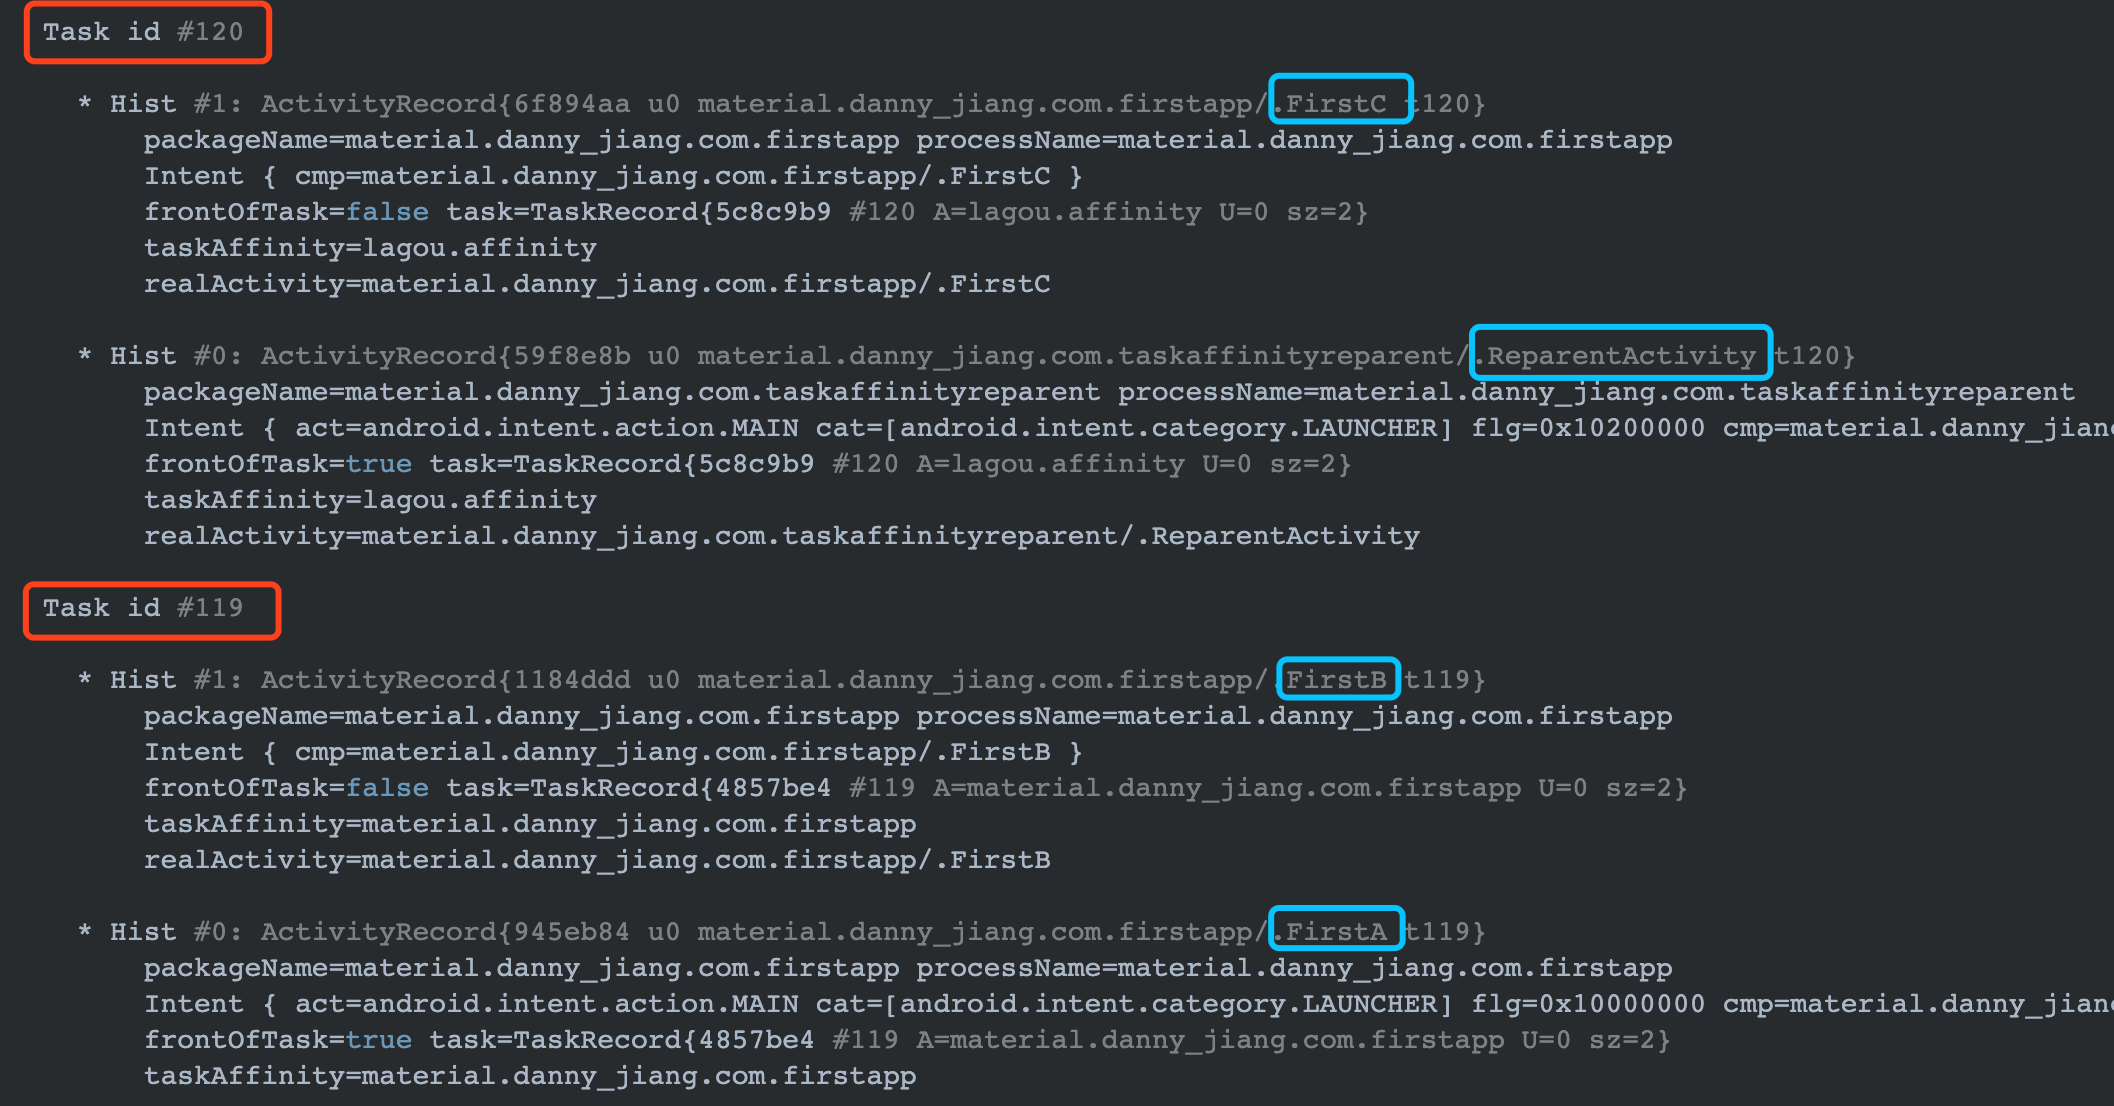 Task id #120
* Hist #1: ActivityRecord{6f894aa u0 material.danny_jiang.com.firstapp/.FirstC t120}
packageName=material.danny_jiang.com.firstapp processName=material.danny_jiang.com.firstapp
Intent { cmp=material.danny_jiang.com.firstapp/.FirstC }
frontOfTask=false task=TaskRecord{5c8c9b9 #120 A=lagou.affinity U=0 sz=2}
taskAffinity=lagou.affinity
realActivity=material.danny_jiang.com.firstapp/.FirstC
* Hist #0: ActivityRecord{59f8e8b u0 material.danny_jiang.com.taskaffinityreparent/.ReparentActivity t120}
packageName=material.danny_jiang.com.taskaffinityreparent processName=material.danny_jiang.com.taskaffinityreparent
Intent { act=android.intent.action.MAIN cat=[android.intent.category.LAUNCHER] flg=0x10200000 cmp=material.danny_jian
frontOfTask=true task=TaskRecord{5c8c9b9 #120 A=lagou.affinity U=0 sz=2}
taskAffinity=lagou.affinity
realActivity=material.danny_jiang.com.taskaffinityreparent/.ReparentActivity
Task id #119
* Hist #1: ActivityRecord{1184ddd u0 material.danny_jiang.com.firstapp/.FirstB t119}
packageName=material.danny_jiang.com.firstapp processName=material.danny_jiang.com.firstapp
Intent { cmp=material.danny_jiang.com.firstapp/.FirstB }
frontOfTask=false task=TaskRecord{4857be4 #119 A=material.danny_jiang.com.firstapp U=0 sz=2}
taskAffinity=material.danny_jiang.com.firstapp
realActivity=material.danny_jiang.com.firstapp/.FirstB
* Hist #0: ActivityRecord{945eb84 u0 material.danny_jiang.com.firstapp/.FirstA t119}
packageName=material.danny_jiang.com.firstapp processName=material.danny_jiang.com.firstapp
Intent { act=android.intent.action.MAIN cat=[android.intent.category.LAUNCHER] flg=0x10000000 cmp=material.danny_jian
frontOfTask=true task=TaskRecord{4857be4 #119 A=material.danny_jiang.com.firstapp U=0 sz=2}
taskAffinity=material.danny_jiang.com.firstapp